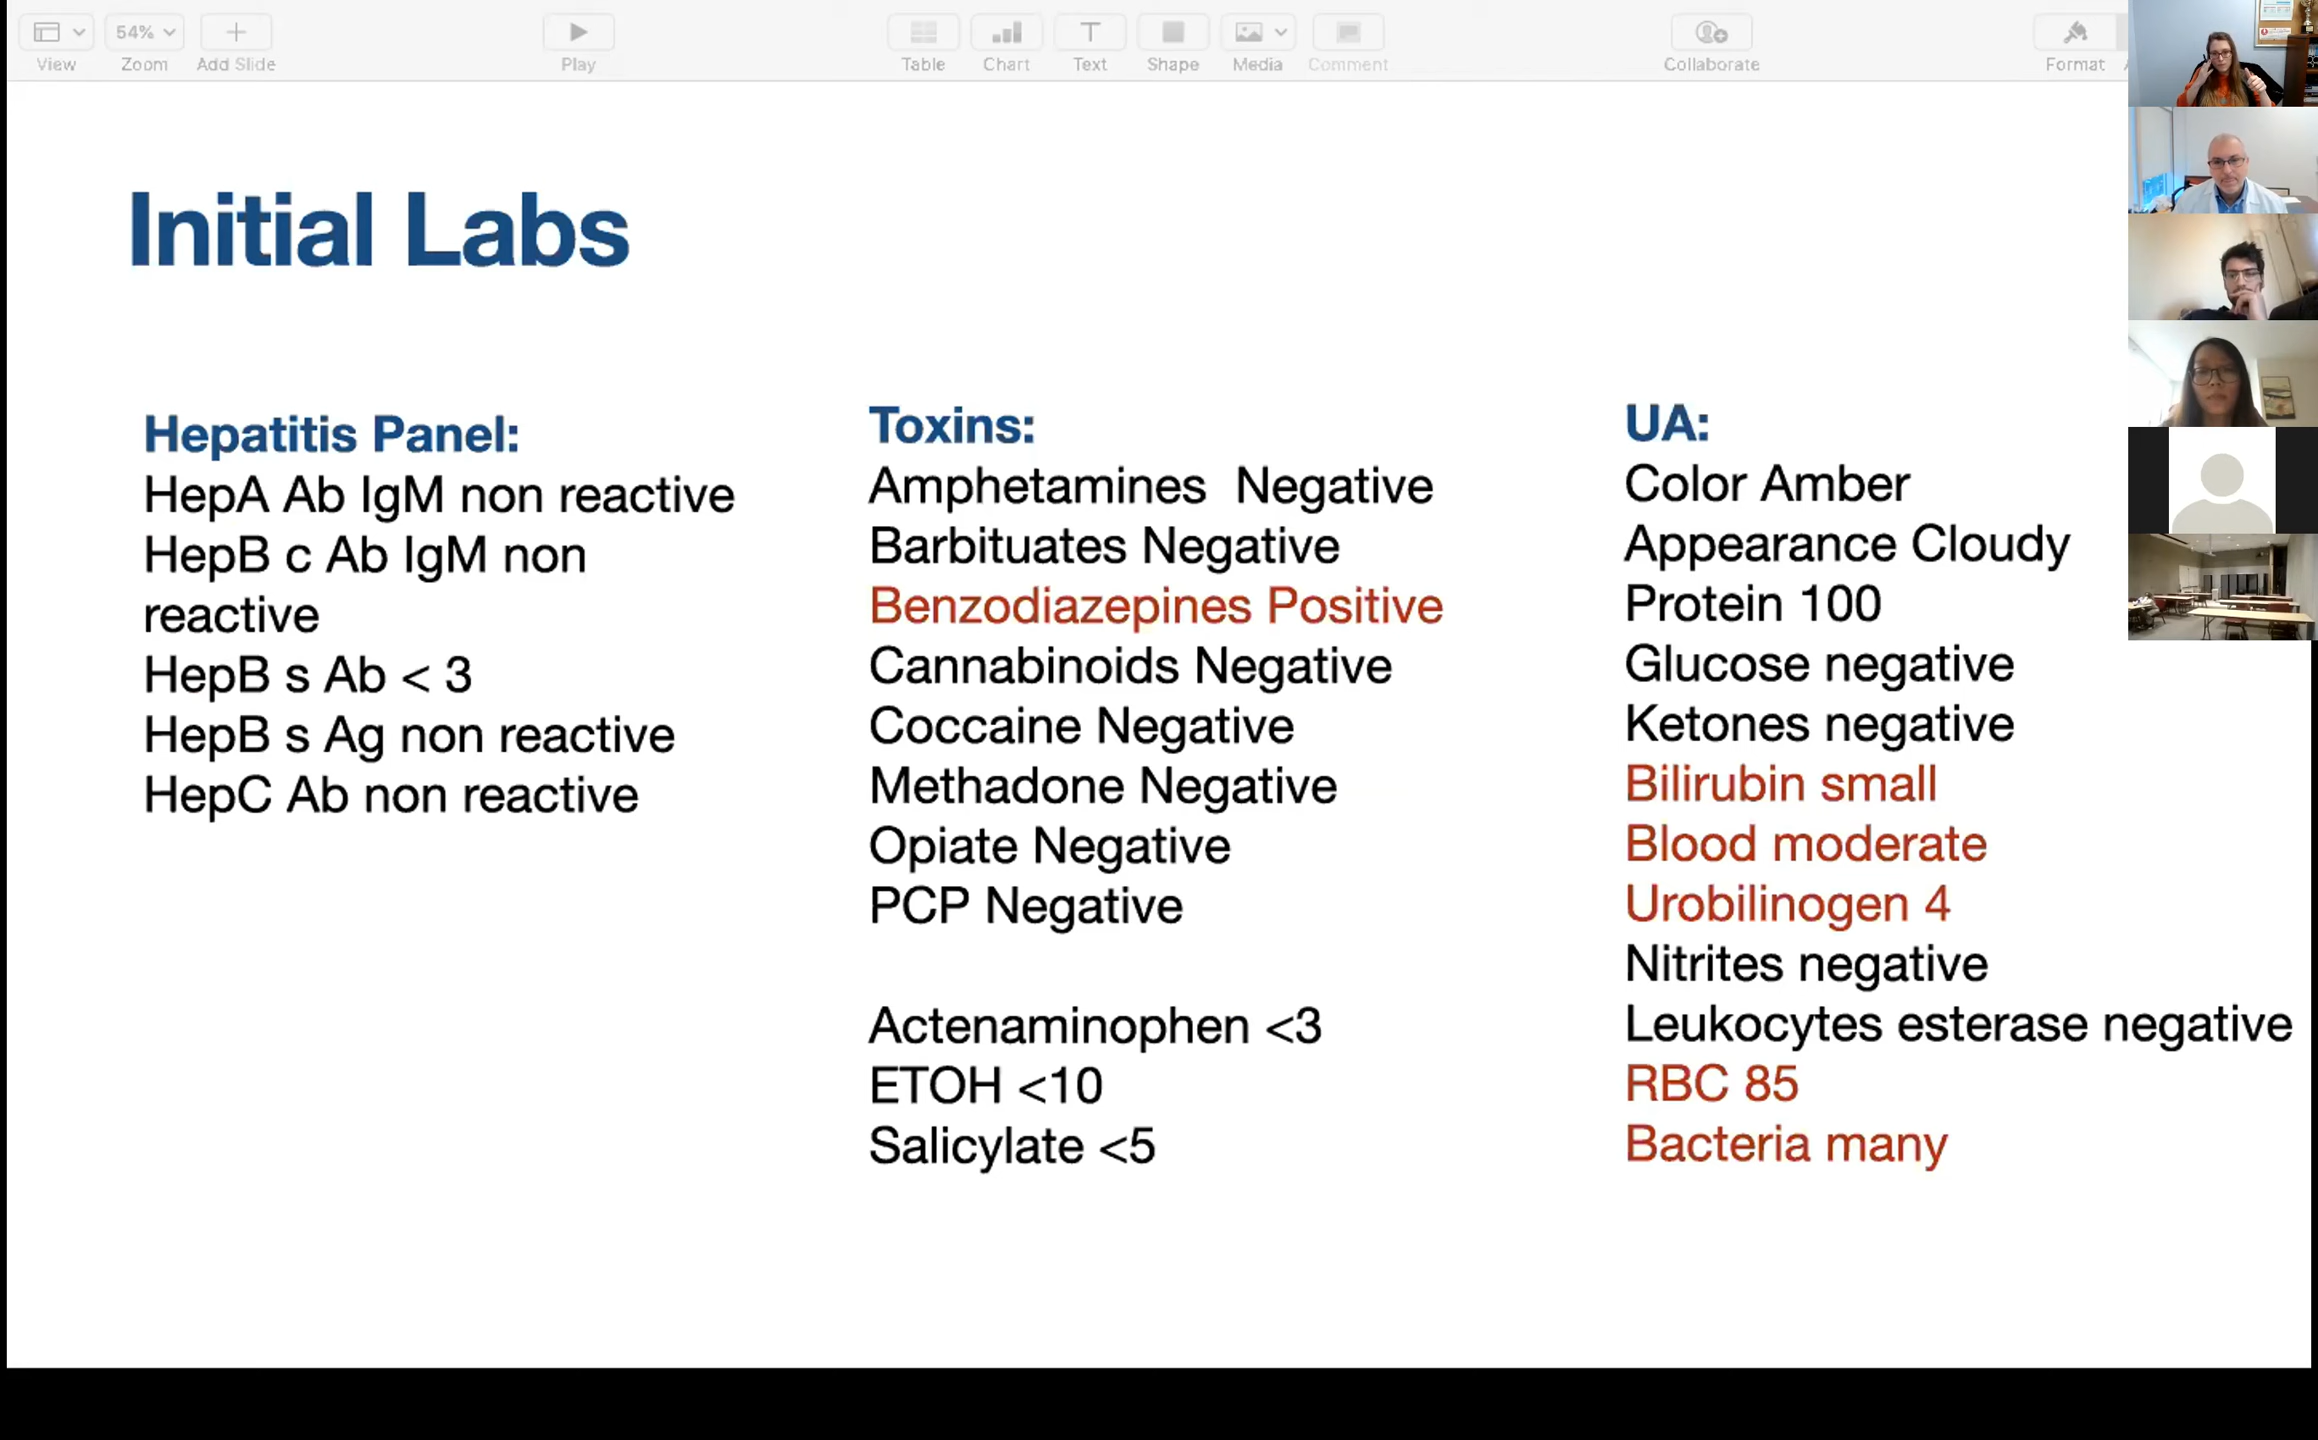 54%
View
Zoom
Add Slide
Play
Table
Chart
Text
Shape
Media
Comment
Collaborate
Format
Initial Labs
Hepatitis Panel:
HepA Ab IgM non reactive
HepB c Ab IgM non
reactive
HepB s Ab < 3
HepB s Ag non reactive
HepC Ab non reactive
Toxins:
Amphetamines Negative
Barbituates Negative
Benzodiazepines Positive
Cannabinoids Negative
Coccaine Negative
Methadone Negative
Opiate Negative
PCP Negative
Actenaminophen <3
ETOH <10
Salicylate <5
UA:
Color Amber
Appearance Cloudy
Protein 100
Glucose negative
Ketones negative
Bilirubin small
Blood moderate
Urobilinogen 4
Nitrites negative
Leukocytes esterase negative
RBC 85
Bacteria many